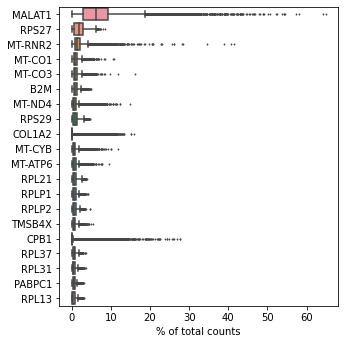 MALAT1
RPS27
MT-RNR2
MT-CO1
MT-CO3
B2M
MT-ND4
RPS29
COL1A2
MT-CYB
MT-ATP6
RPL21
RPLP1
RPLP2
TMSB4X
CPB1
RPL37
RPL31
PABPC1
RPL13
0 10 20 30 40 50 60
% of total counts